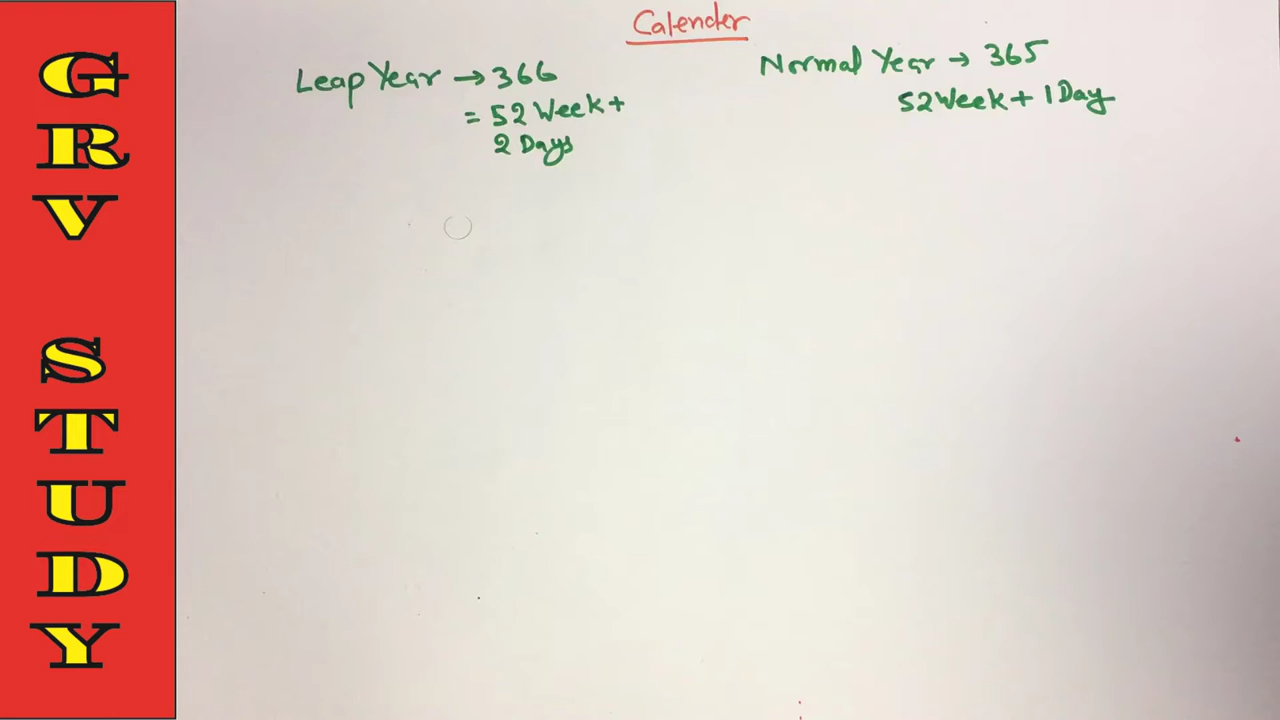 GRV STUDY
Calender
Leap Year → 366
= 52 Week +
2 Days
Normal Year → 365
52 Week + 1 Day